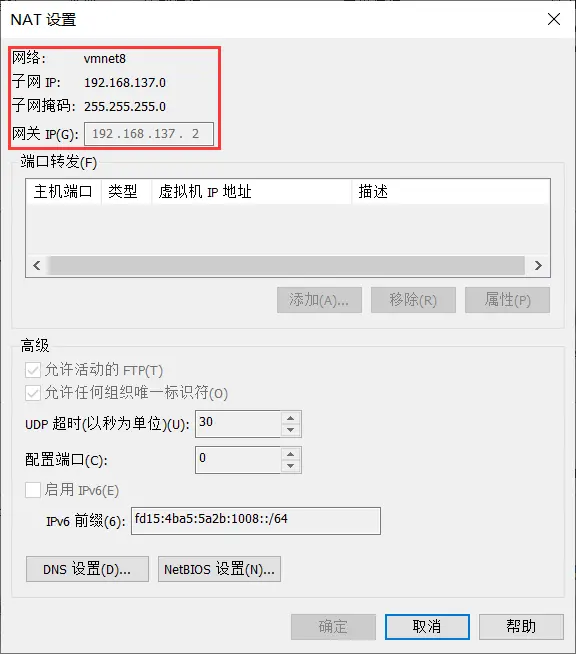 NAT 设置
网络: vmnet8
子网 IP: 192.168.137.0
子网掩码: 255.255.255.0
网关 IP(G): 192 . 168 . 137 . 2
端口转发(F)
主机端口 类型 虚拟机 IP 地址 描述
添加(A)... 移除(R) 属性(P)
高级
允许活动的 FTP(T)
允许任何组织唯一标识符(O)
UDP 超时(以秒为单位)(U): 30
配置端口(C): 0
启用 IPv6(E)
IPv6 前缀(6): fd15:4ba5:5a2b:1008::/64
DNS 设置(D)... NetBIOS 设置(N)...
确定 取消 帮助